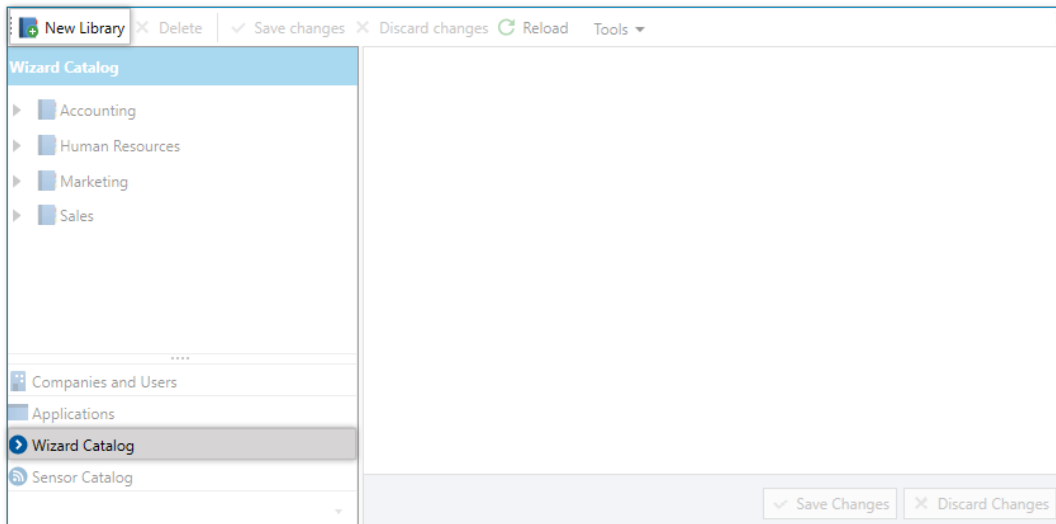 New Library Delete Save changes Discard changes Reload Tools
Wizard Catalog
Accounting
Human Resources
Marketing
Sales
Companies and Users
Applications
Wizard Catalog
Sensor Catalog
Save Changes Discard Changes